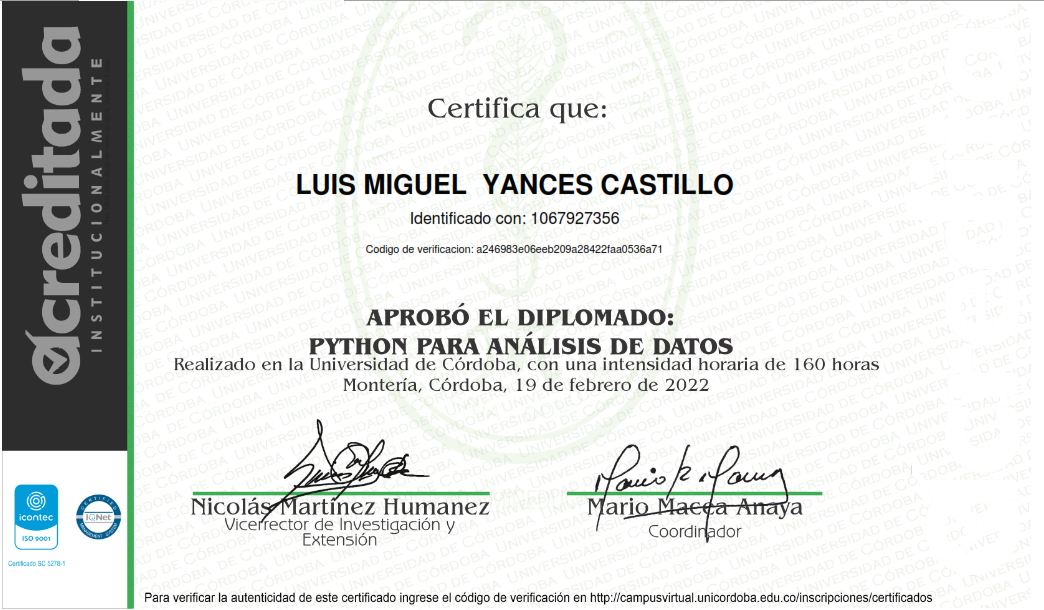 acreditada
INSTITUCIONALMENTE
Certifica que:
LUIS MIGUEL  YANCES CASTILLO
Identificado con: 1067927356
Codigo de verificacion: a246983e06eeb209a28422faa0536a71
APROBÓ EL DIPLOMADO:
PYTHON PARA ANÁLISIS DE DATOS
Realizado en la Universidad de Córdoba, con una intensidad horaria de 160 horas
Montería, Córdoba, 19 de febrero de 2022
Nicolás Martínez Humanez
Vicerrector de Investigación y
Extensión
Mario Macea Anaya
Coordinador
icontec
ISO 9001
IQNet
Certificado SC 5278-1
Para verificar la autenticidad de este certificado ingrese el código de verificación en http://campusvirtual.unicordoba.edu.co/inscripciones/certificados